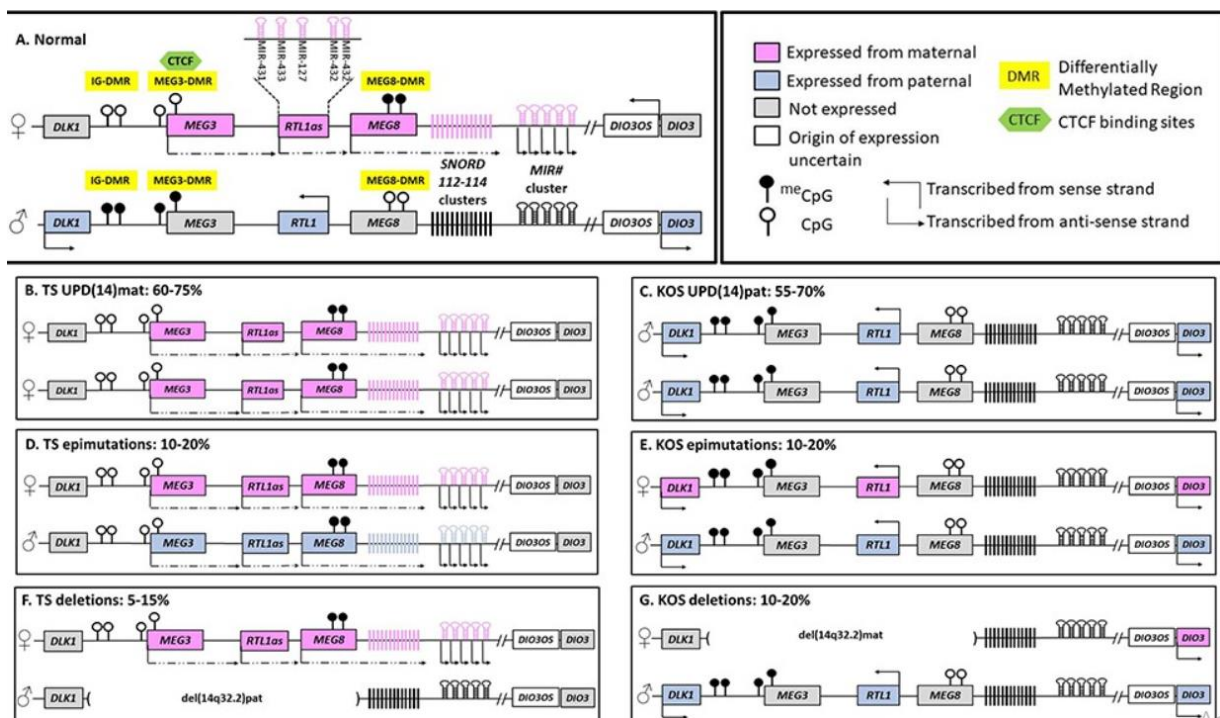 A. Normal
MIR-431
MIR-433
MIR-127
MIR-432
MIR-432
CTCF
IG-DMR
MEG3-DMR
MEG8-DMR
♀
DLK1
MEG3
RTL1as
MEG8
DIO3OS
DIO3
SNORD
112-114
clusters
MIR#
cluster
IG-DMR
MEG3-DMR
MEG8-DMR
♂
DLK1
MEG3
RTL1
MEG8
DIO3OS
DIO3
Expressed from maternal
Expressed from paternal
Not expressed
Origin of expression
uncertain
meCpG
CpG
DMR
Differentially
Methylated Region
CTCF
CTCF binding sites
Transcribed from sense strand
Transcribed from anti-sense strand
B. TS UPD(14)mat: 60-75%
♀ DLK1 MEG3 RTL1as MEG8 DIO3OS DIO3
♀ DLK1 MEG3 RTL1as MEG8 DIO3OS DIO3
C. KOS UPD(14)pat: 55-70%
♂ DLK1 MEG3 RTL1 MEG8 DIO3OS DIO3
♂ DLK1 MEG3 RTL1 MEG8 DIO3OS DIO3
D. TS epimutations: 10-20%
♀ DLK1 MEG3 RTL1as MEG8 DIO3OS DIO3
♂ DLK1 MEG3 RTL1as MEG8 DIO3OS DIO3
E. KOS epimutations: 10-20%
♀ DLK1 MEG3 RTL1 MEG8 DIO3OS DIO3
♂ DLK1 MEG3 RTL1 MEG8 DIO3OS DIO3
F. TS deletions: 5-15%
♀ DLK1 MEG3 RTL1as MEG8 DIO3OS DIO3
♂ DLK1 del(14q32.2)pat DIO3OS DIO3
G. KOS deletions: 10-20%
♀ DLK1 del(14q32.2)mat DIO3OS DIO3
♂ DLK1 MEG3 RTL1 MEG8 DIO3OS DIO3